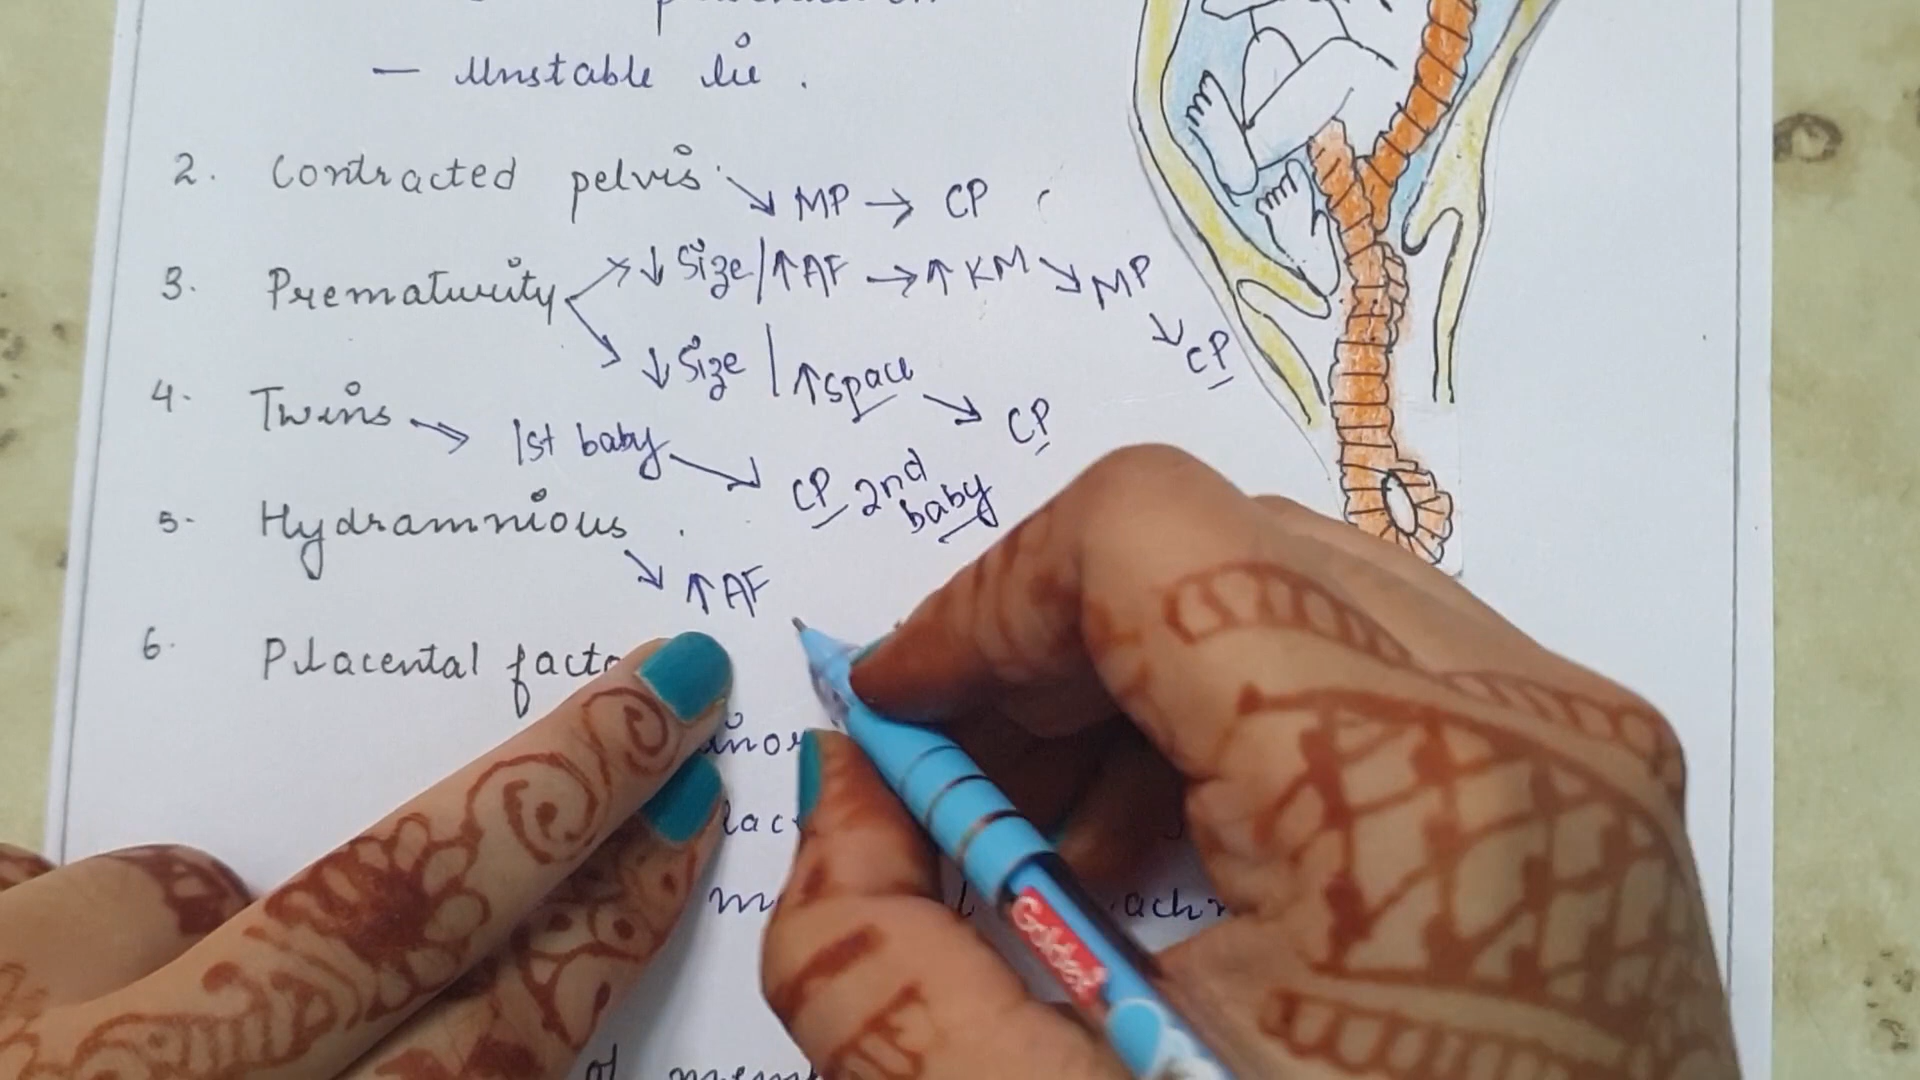 - Unstable lie .
2. Contracted pelvis ↘ MP → CP
3. Prematurity ↗ ↓ Size / ↑ AF → ↑ KM ↘ MP ↘ CP
↘ ↓ Size | ↑ space ↘ CP
4. Twins → 1st baby → CP 2nd baby
5. Hydramnious .
↘ ↑ AF
6. Placental facto
Goldex